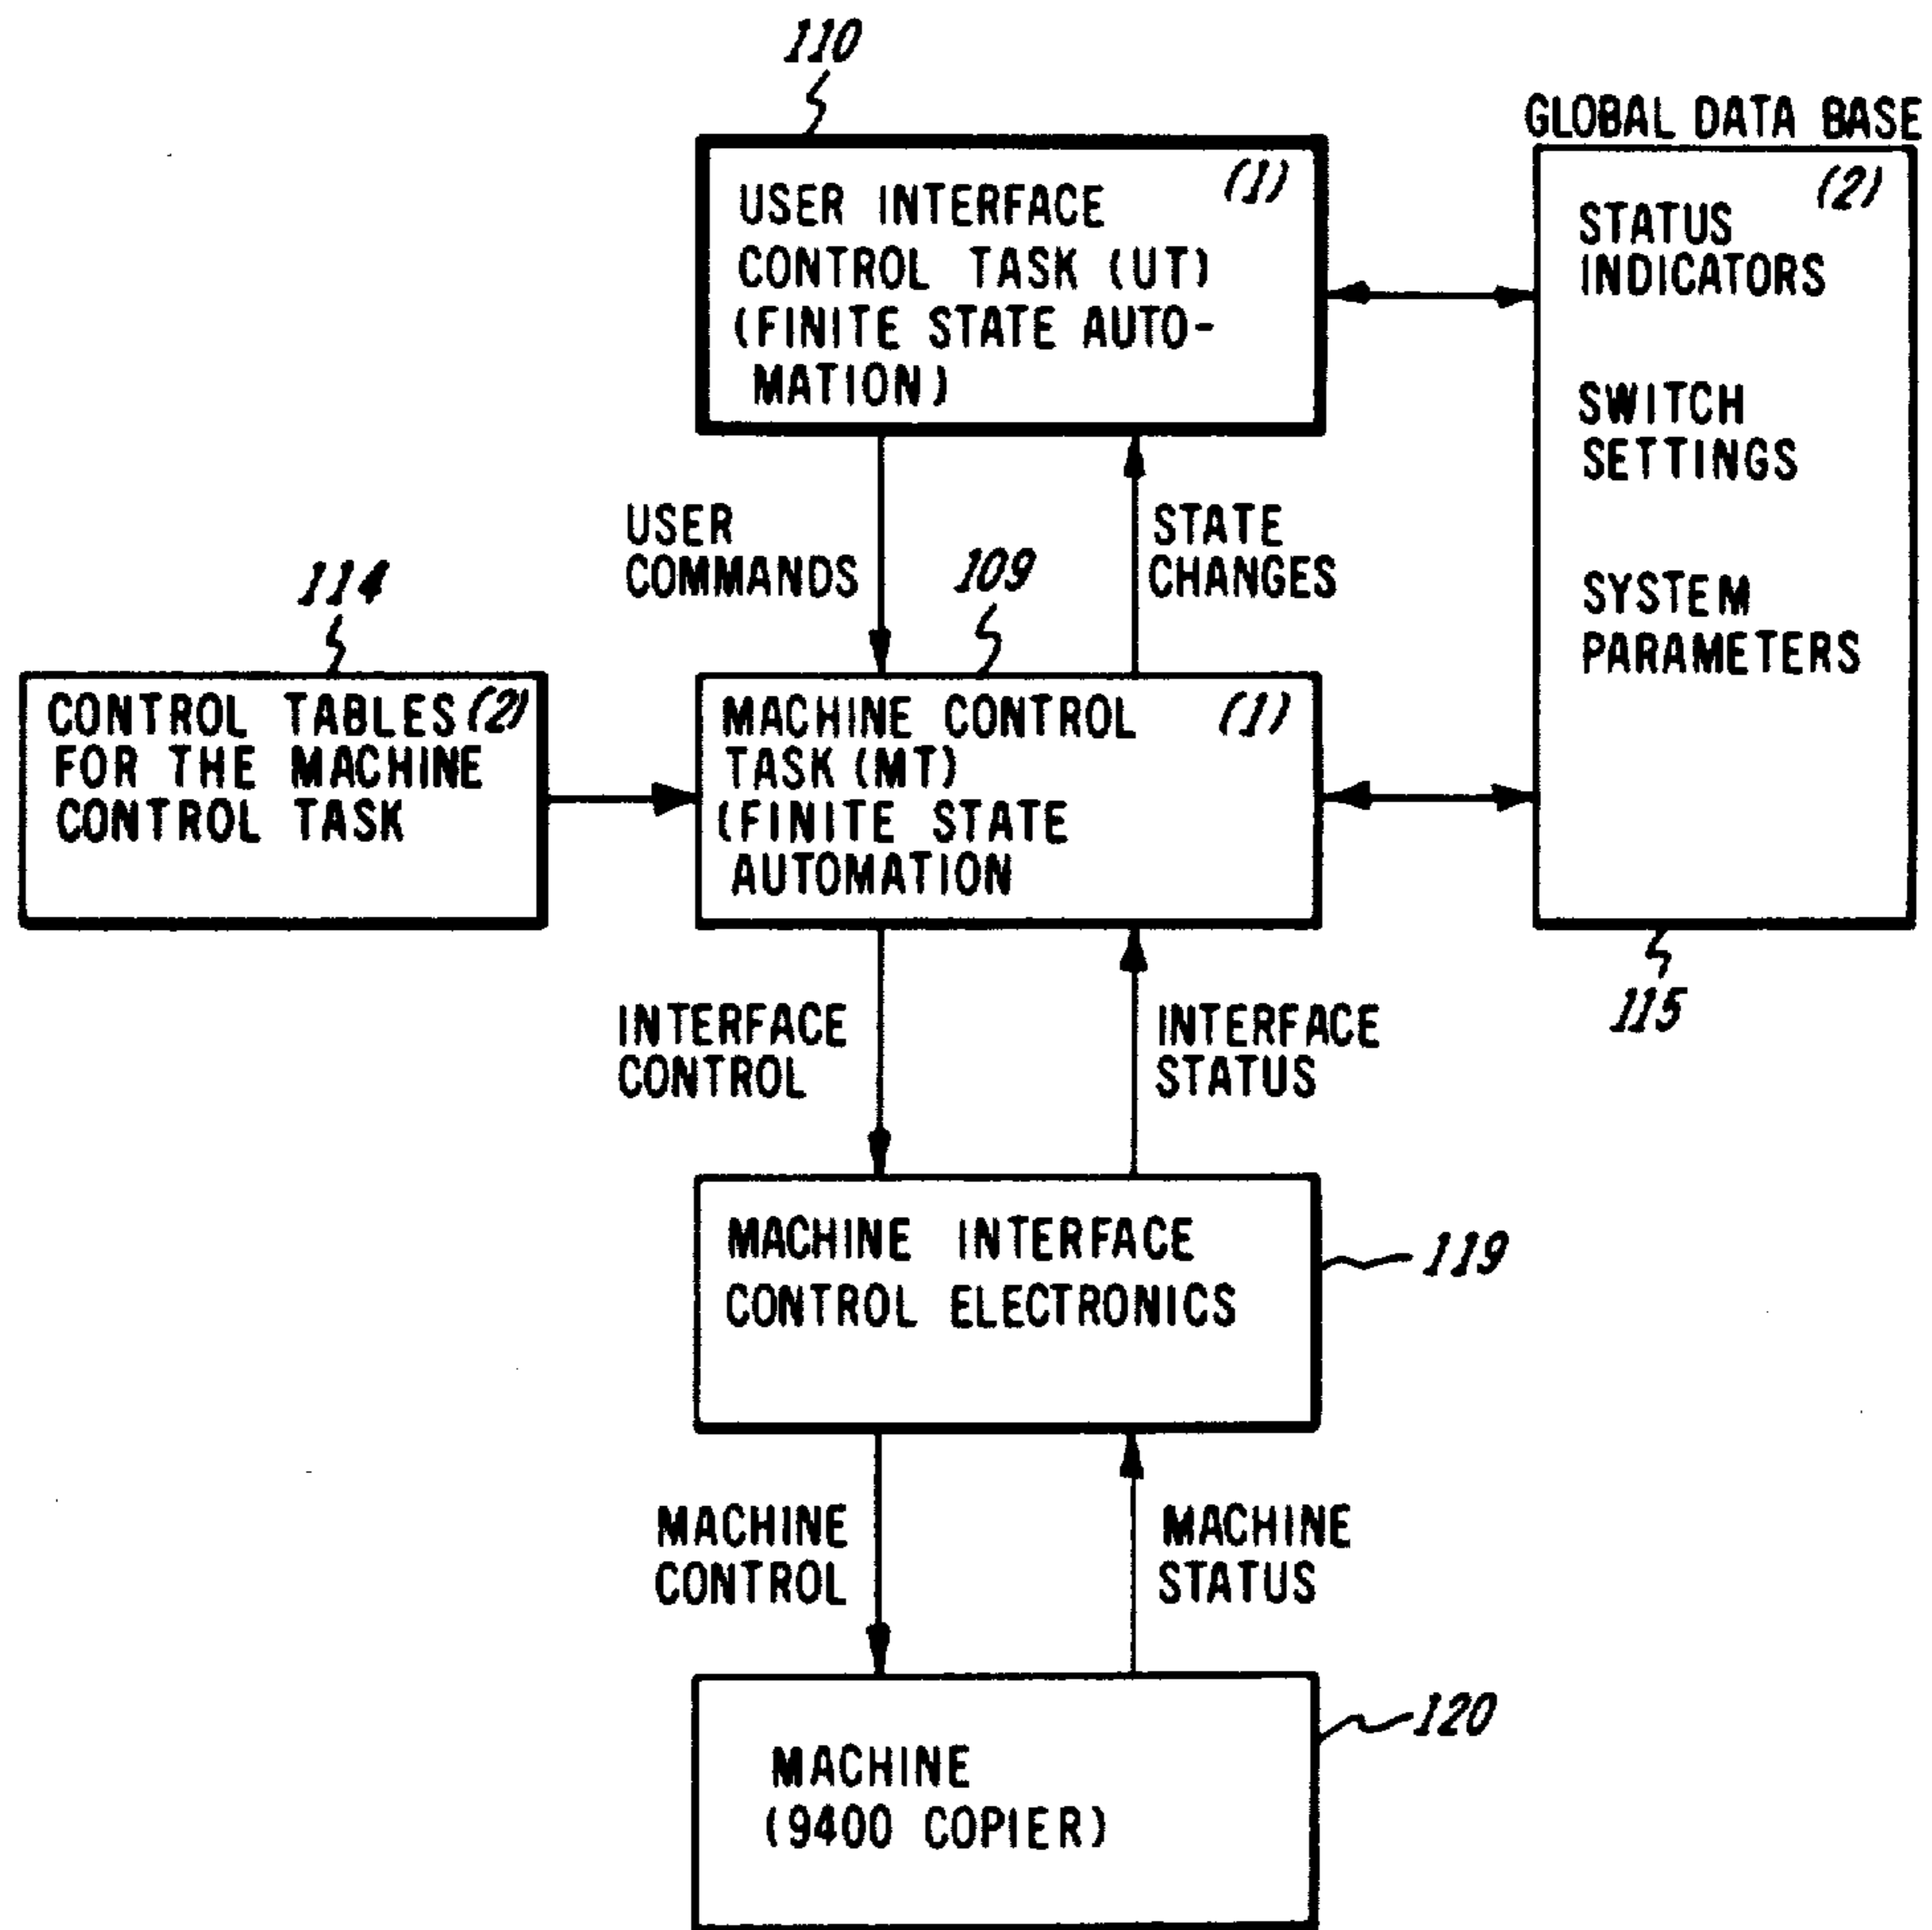 110
GLOBAL DATA BASE
(1)
USER INTERFACE
CONTROL TASK (UT)
(FINITE STATE AUTO-
MATION)
(2)
STATUS
INDICATORS
SWITCH
SETTINGS
SYSTEM
PARAMETERS
115
USER
COMMANDS
STATE
CHANGES
114
109
CONTROL TABLES (2)
FOR THE MACHINE
CONTROL TASK
MACHINE CONTROL (1)
TASK (MT)
(FINITE STATE
AUTOMATION
INTERFACE
CONTROL
INTERFACE
STATUS
MACHINE INTERFACE
CONTROL ELECTRONICS
119
MACHINE
CONTROL
MACHINE
STATUS
MACHINE
(9400 COPIER)
120